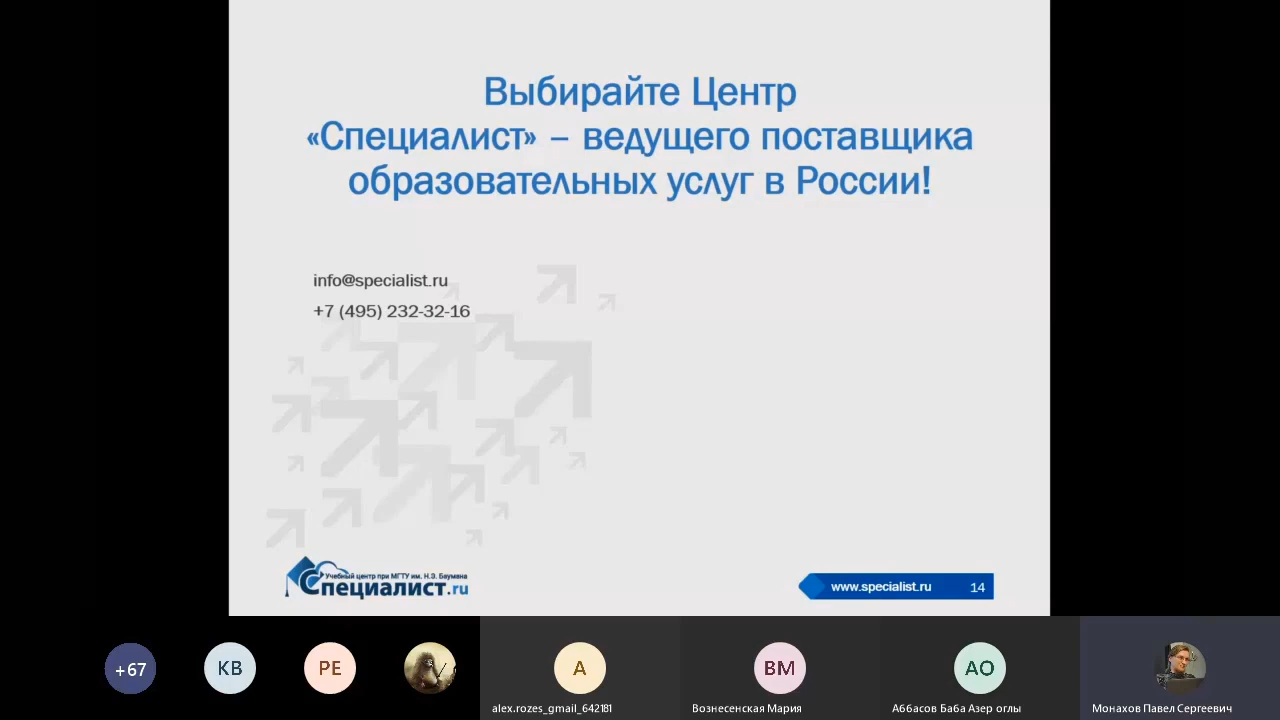 Выбирайте Центр
«Специалист» – ведущего поставщика
образовательных услуг в России!
info@specialist.ru
+7 (495) 232-32-16
Учебный центр при МГТУ им. Н.Э. Баумана
Специалист.ru
www.specialist.ru 14
+67
КВ
РЕ
A
ВМ
АО
alex.rozes_gmail_642181
Вознесенская Мария
Аббасов Баба Азер оглы
Монахов Павел Сергеевич